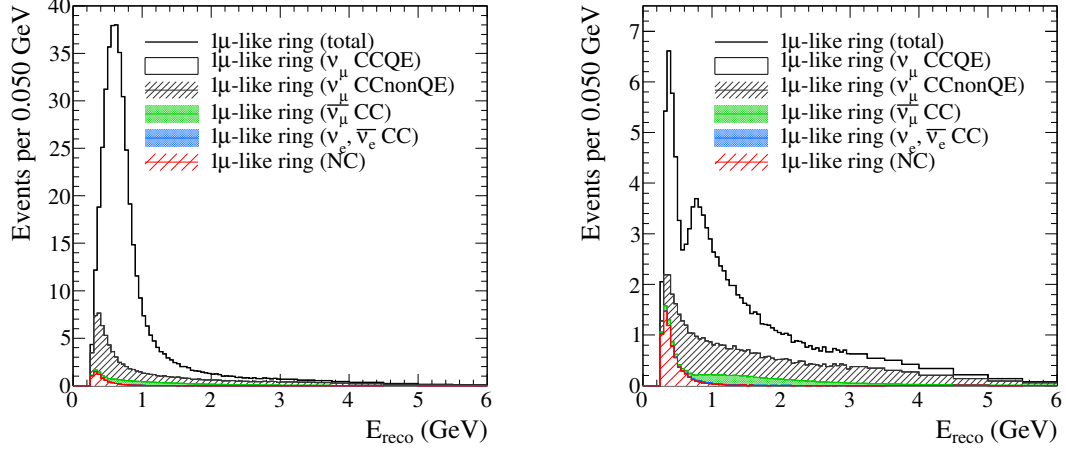 Events per 0.050 GeV
40
35
30
25
20
15
10
5
0
1μ-like ring (total)
1μ-like ring (νμ CCQE)
1μ-like ring (νμ CCnonQE)
1μ-like ring (ν̅μ CC)
1μ-like ring (νe, ν̅e CC)
1μ-like ring (NC)
0 1 2 3 4 5 6
Ereco (GeV)
Events per 0.050 GeV
7
6
5
4
3
2
1
0
1μ-like ring (total)
1μ-like ring (νμ CCQE)
1μ-like ring (νμ CCnonQE)
1μ-like ring (ν̅μ CC)
1μ-like ring (νe, ν̅e CC)
1μ-like ring (NC)
0 1 2 3 4 5 6
Ereco (GeV)